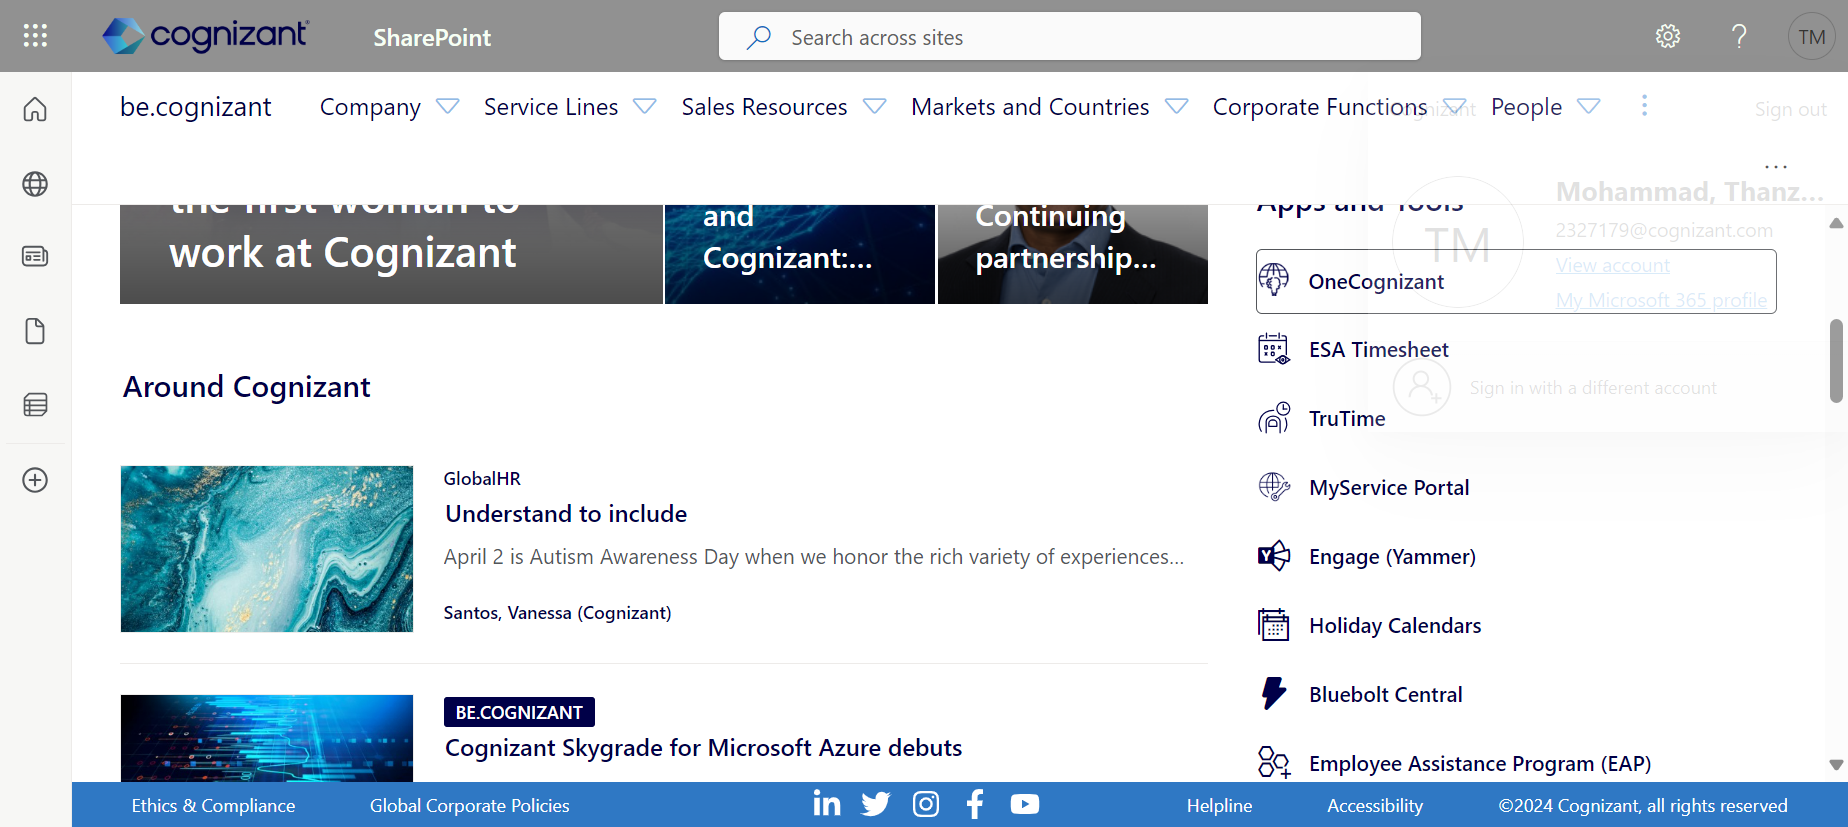 cognizant
SharePoint
Search across sites
TM
be.cognizant
Company
Service Lines
Sales Resources
Markets and Countries
Corporate Functions
People
cognizant
Sign out
...
the first woman to
work at Cognizant
and
Cognizant:...
Continuing
partnership...
Apps and Tools
TM
Mohammad, Thanz...
2327179@cognizant.com
View account
My Microsoft 365 profile
Sign in with a different account
OneCognizant
ESA Timesheet
TruTime
MyService Portal
Engage (Yammer)
Holiday Calendars
Bluebolt Central
Employee Assistance Program (EAP)
Around Cognizant
GlobalHR
Understand to include
April 2 is Autism Awareness Day when we honor the rich variety of experiences...
Santos, Vanessa (Cognizant)
BE.COGNIZANT
Cognizant Skygrade for Microsoft Azure debuts
Ethics & Compliance
Global Corporate Policies
Helpline
Accessibility
©2024 Cognizant, all rights reserved